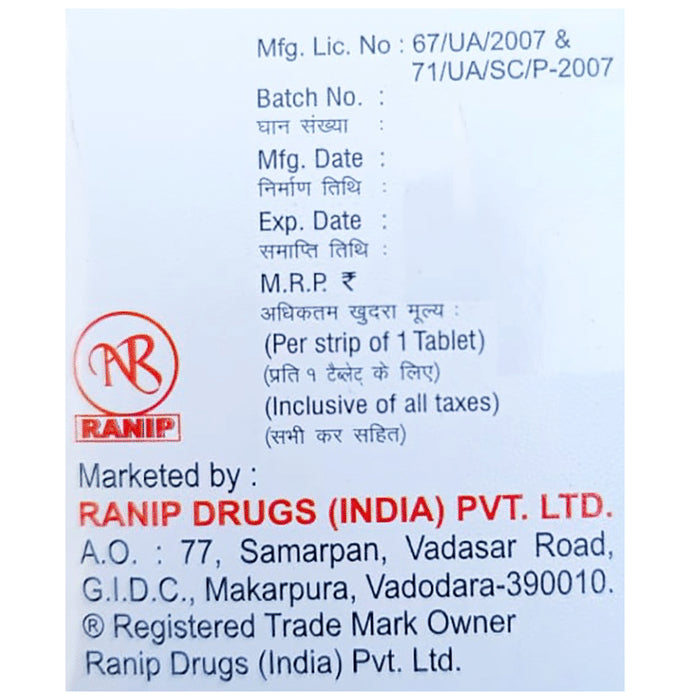 Mfg. Lic. No : 67/UA/2007 &
71/UA/SC/P-2007
Batch No. :
घान संख्या :
Mfg. Date :
निर्माण तिथि :
Exp. Date :
समाप्ति तिथि :
M.R.P. ₹
अधिकतम खुदरा मूल्य :
(Per strip of 1 Tablet)
(प्रति १ टैब्लेट् के लिए)
(Inclusive of all taxes)
(सभी कर सहित)
NR
RANIP
Marketed by :
RANIP DRUGS (INDIA) PVT. LTD.
A.O. : 77, Samarpan, Vadasar Road,
G.I.D.C., Makarpura, Vadodara-390010.
® Registered Trade Mark Owner
Ranip Drugs (India) Pvt. Ltd.